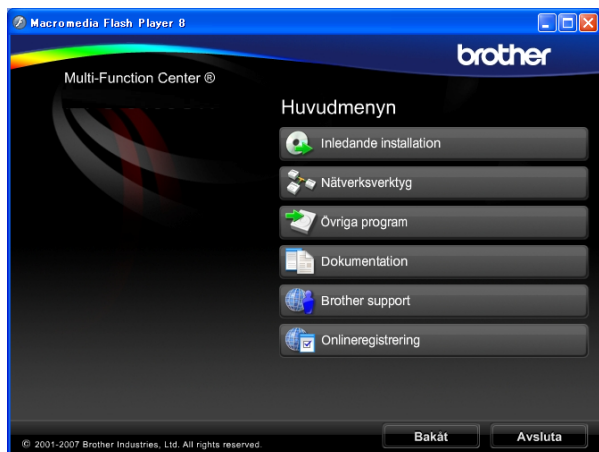 Macromedia Flash Player 8
brother
Multi-Function Center ®
Huvudmenyn
Inledande installation
Nätverksverktyg
Övriga program
Dokumentation
Brother support
Onlineregistrering
Bakåt
Avsluta
© 2001-2007 Brother Industries, Ltd. All rights reserved.